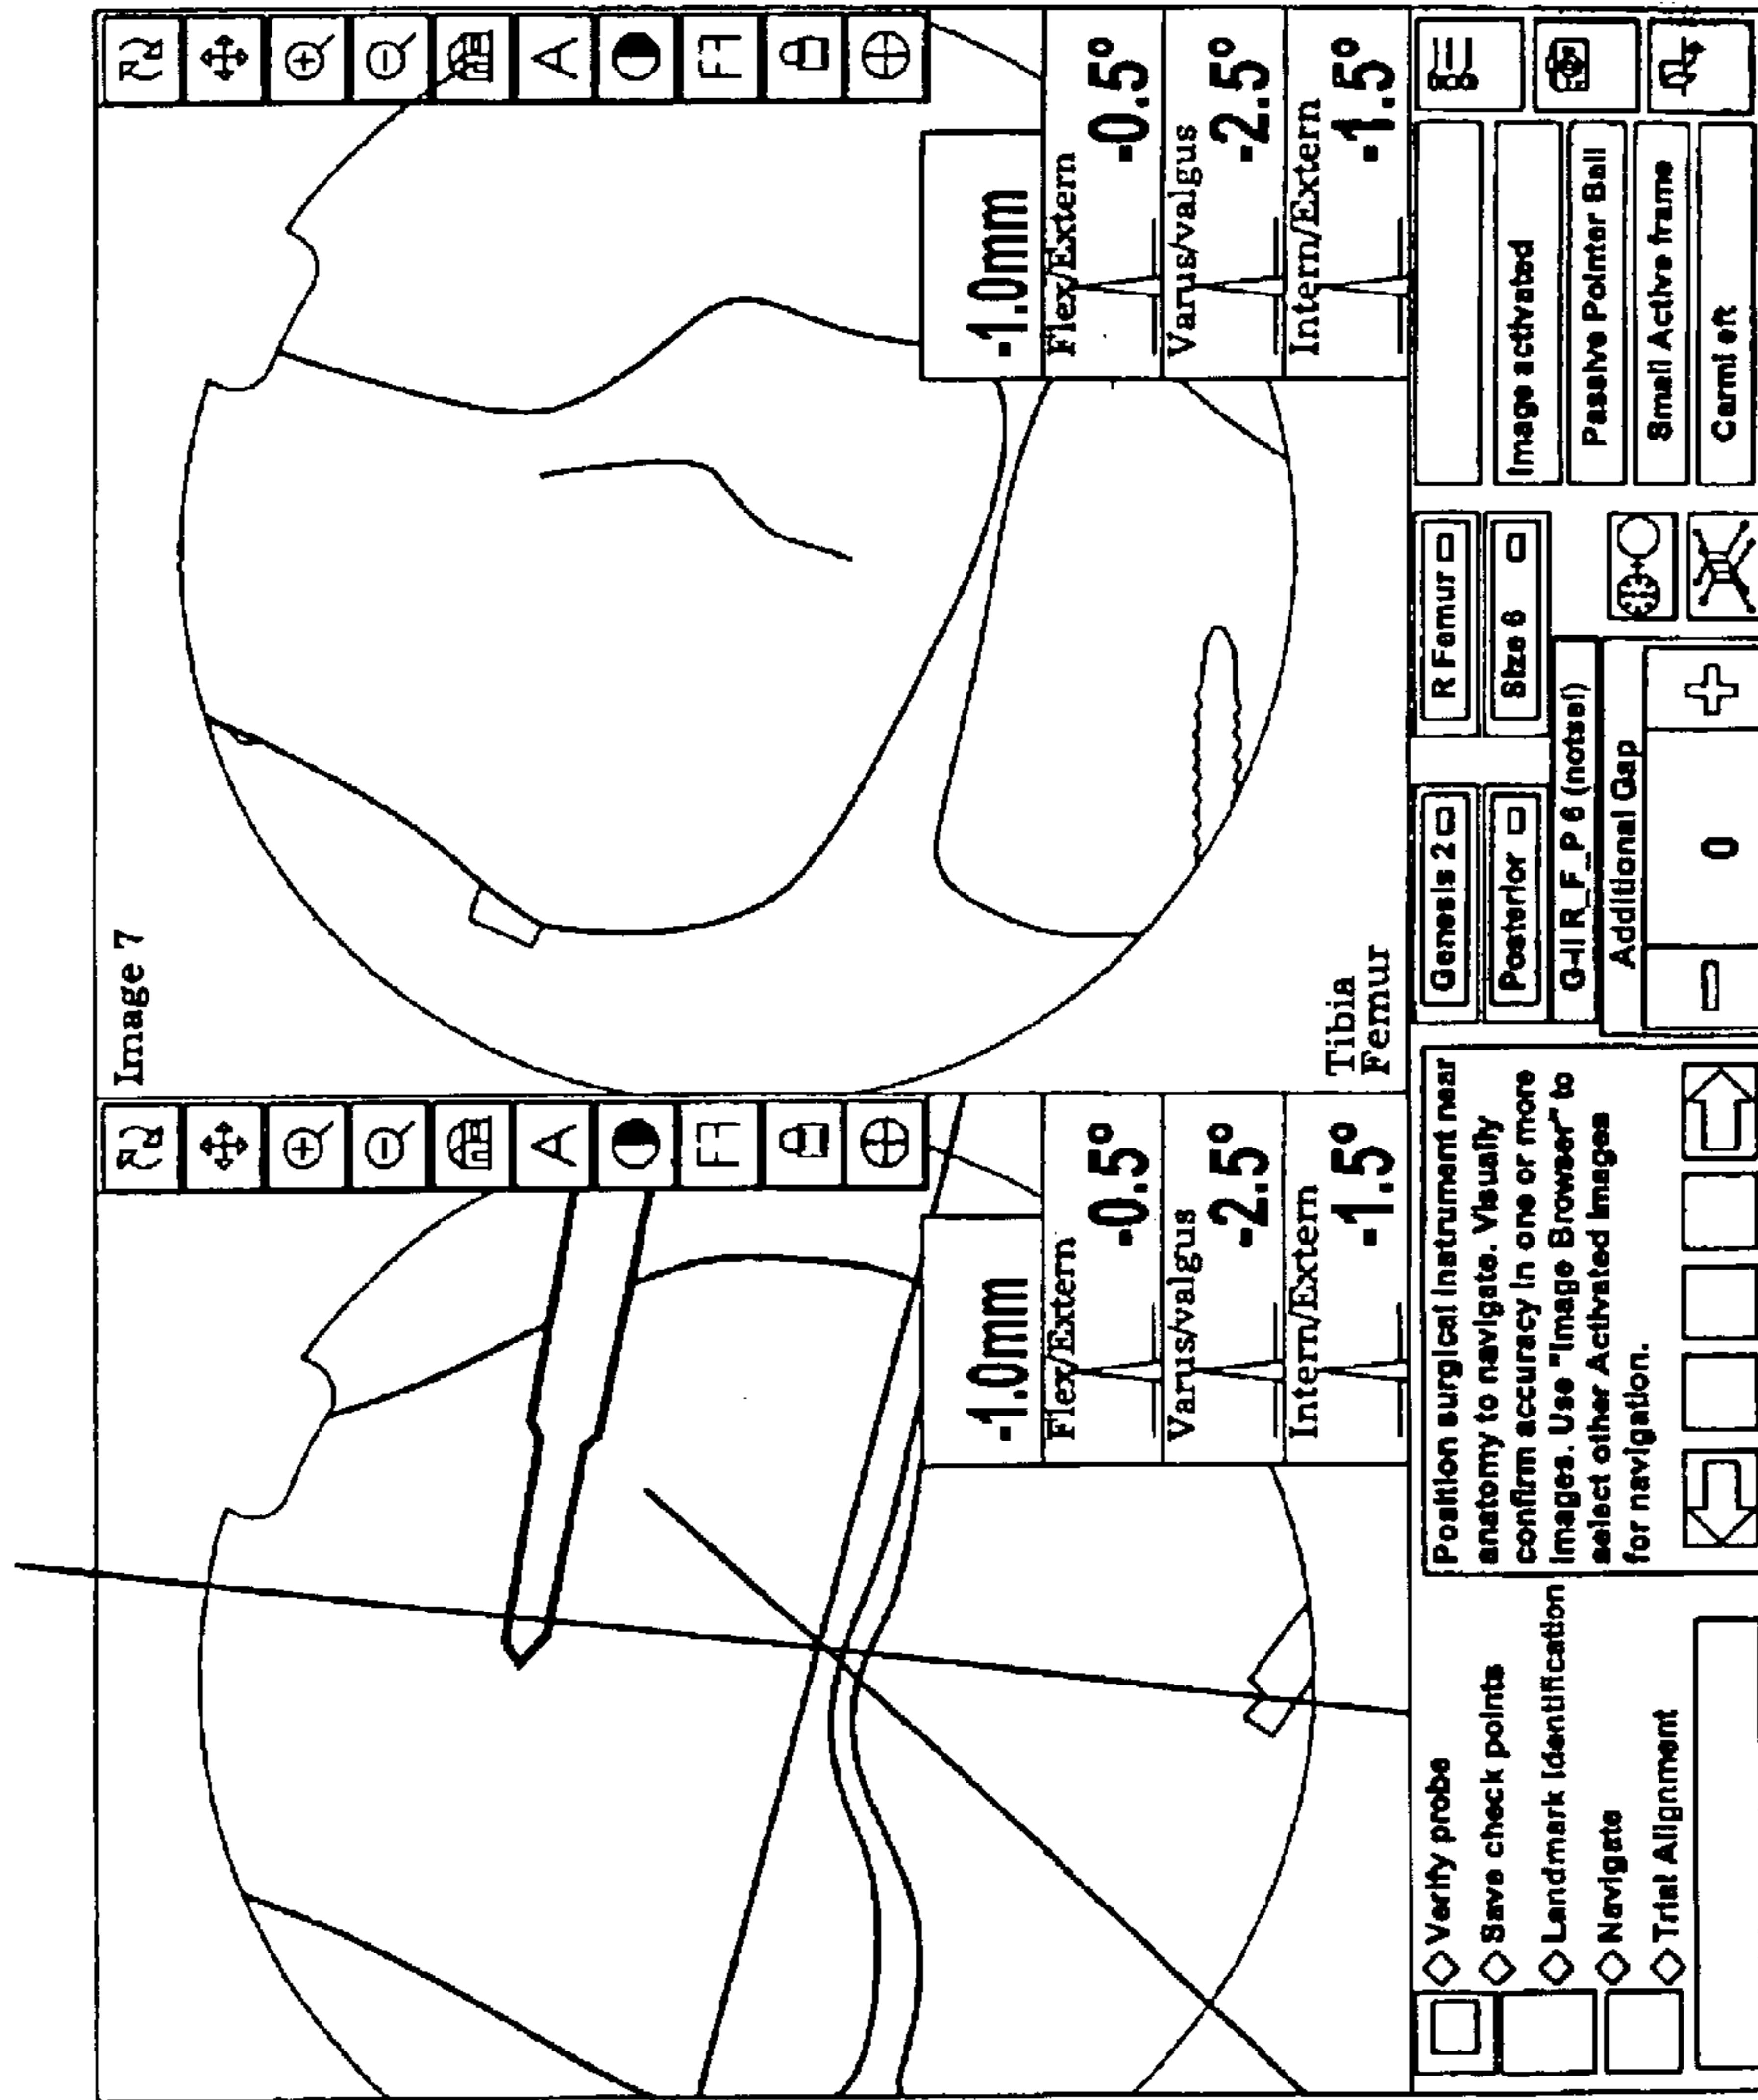 Image 7
A
F
A
F
-1.0mm
Flex/Extern
-0.5°
Varus/valgus
-2.5°
Intern/Extern
-1.5°
-1.0mm
Flex/Extern
-0.5°
Varus/valgus
-2.5°
Intern/Extern
-1.5°
Tibia
Femur
Verify probe
Save check points
Landmark Identification
Navigate
Trial Alignment
Position surgical instrument near
anatomy to navigate. Visually
confirm accuracy in one or more
images. Use "Image Browser" to
select other Activated Images
for navigation.
Genesis 2
R Femur
Posterior
Size 6
G-II R_F_P 6 (notsel)
Additional Gap
0
Image activated
Passive Pointer Ball
Small Active frame